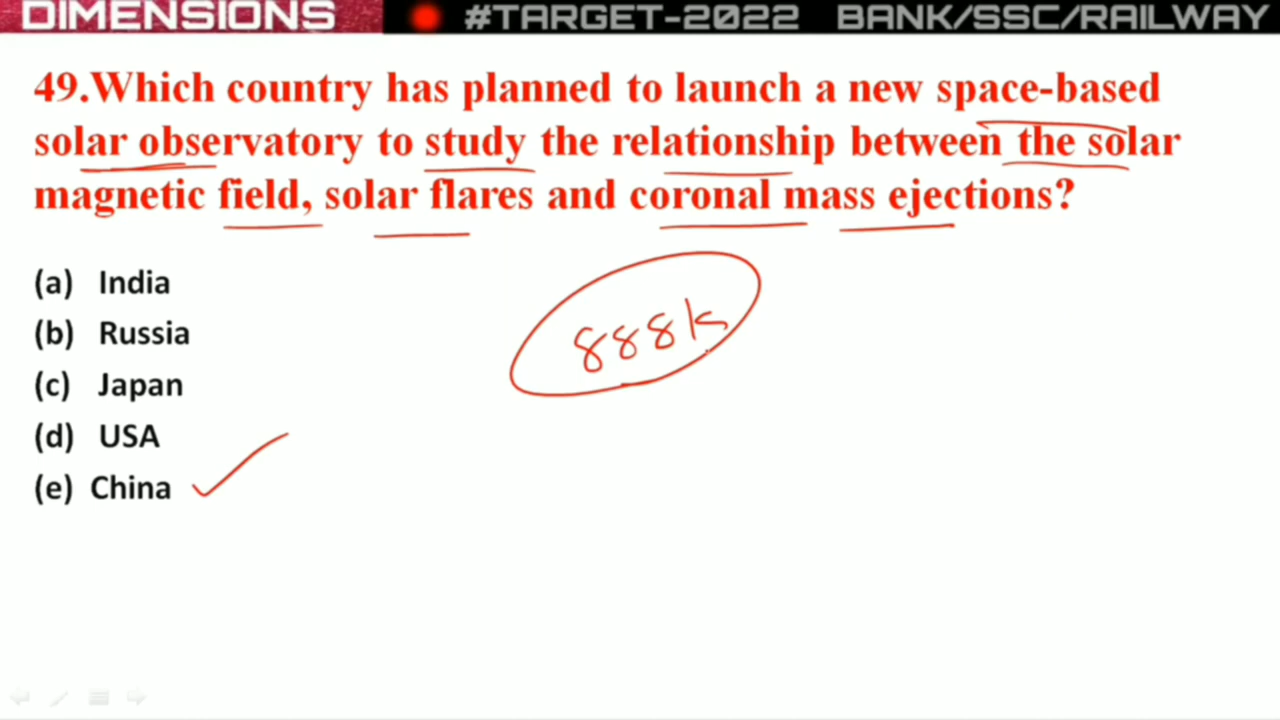 DIMENSIONS #TARGET-2022 BANK/SSC/RAILWAY
49.Which country has planned to launch a new space-based
solar observatory to study the relationship between the solar
magnetic field, solar flares and coronal mass ejections?
(a) India
888k
(b) Russia
(c) Japan
(d) USA
(e) China